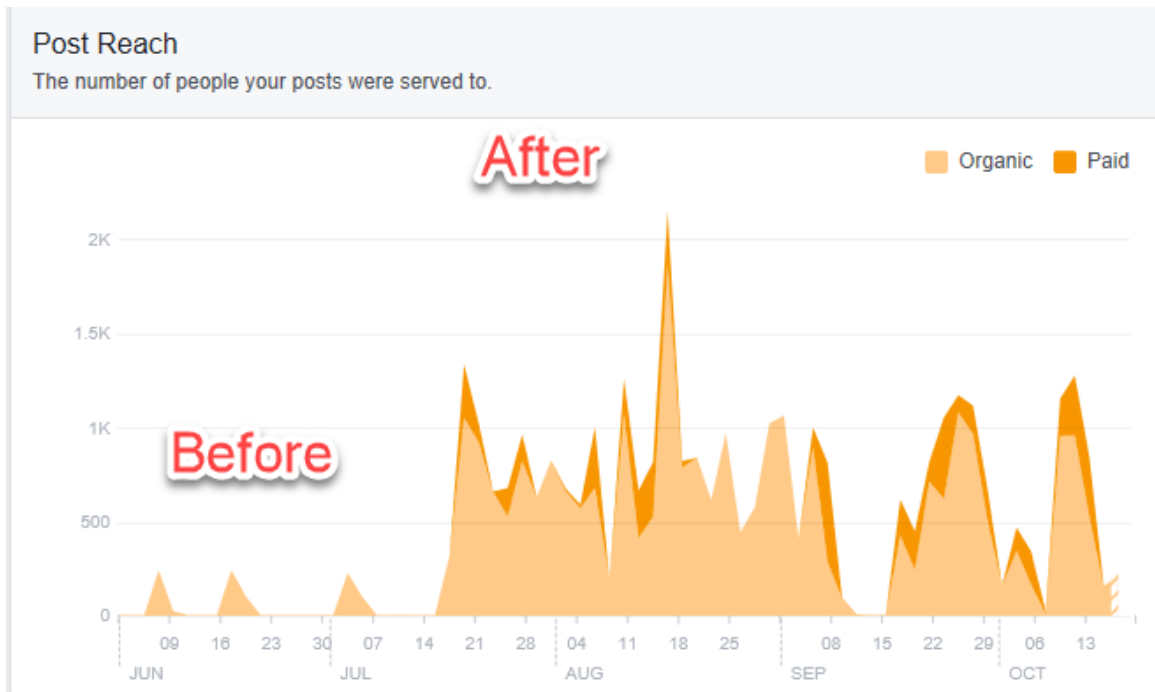 Post Reach
The number of people your posts were served to.
After
Organic Paid
2K
1.5K
Before
1K
500
0
09 16 23 30 07 14 21 28 04 11 18 25 08 15 22 29 06 13
JUN JUL AUG SEP OCT